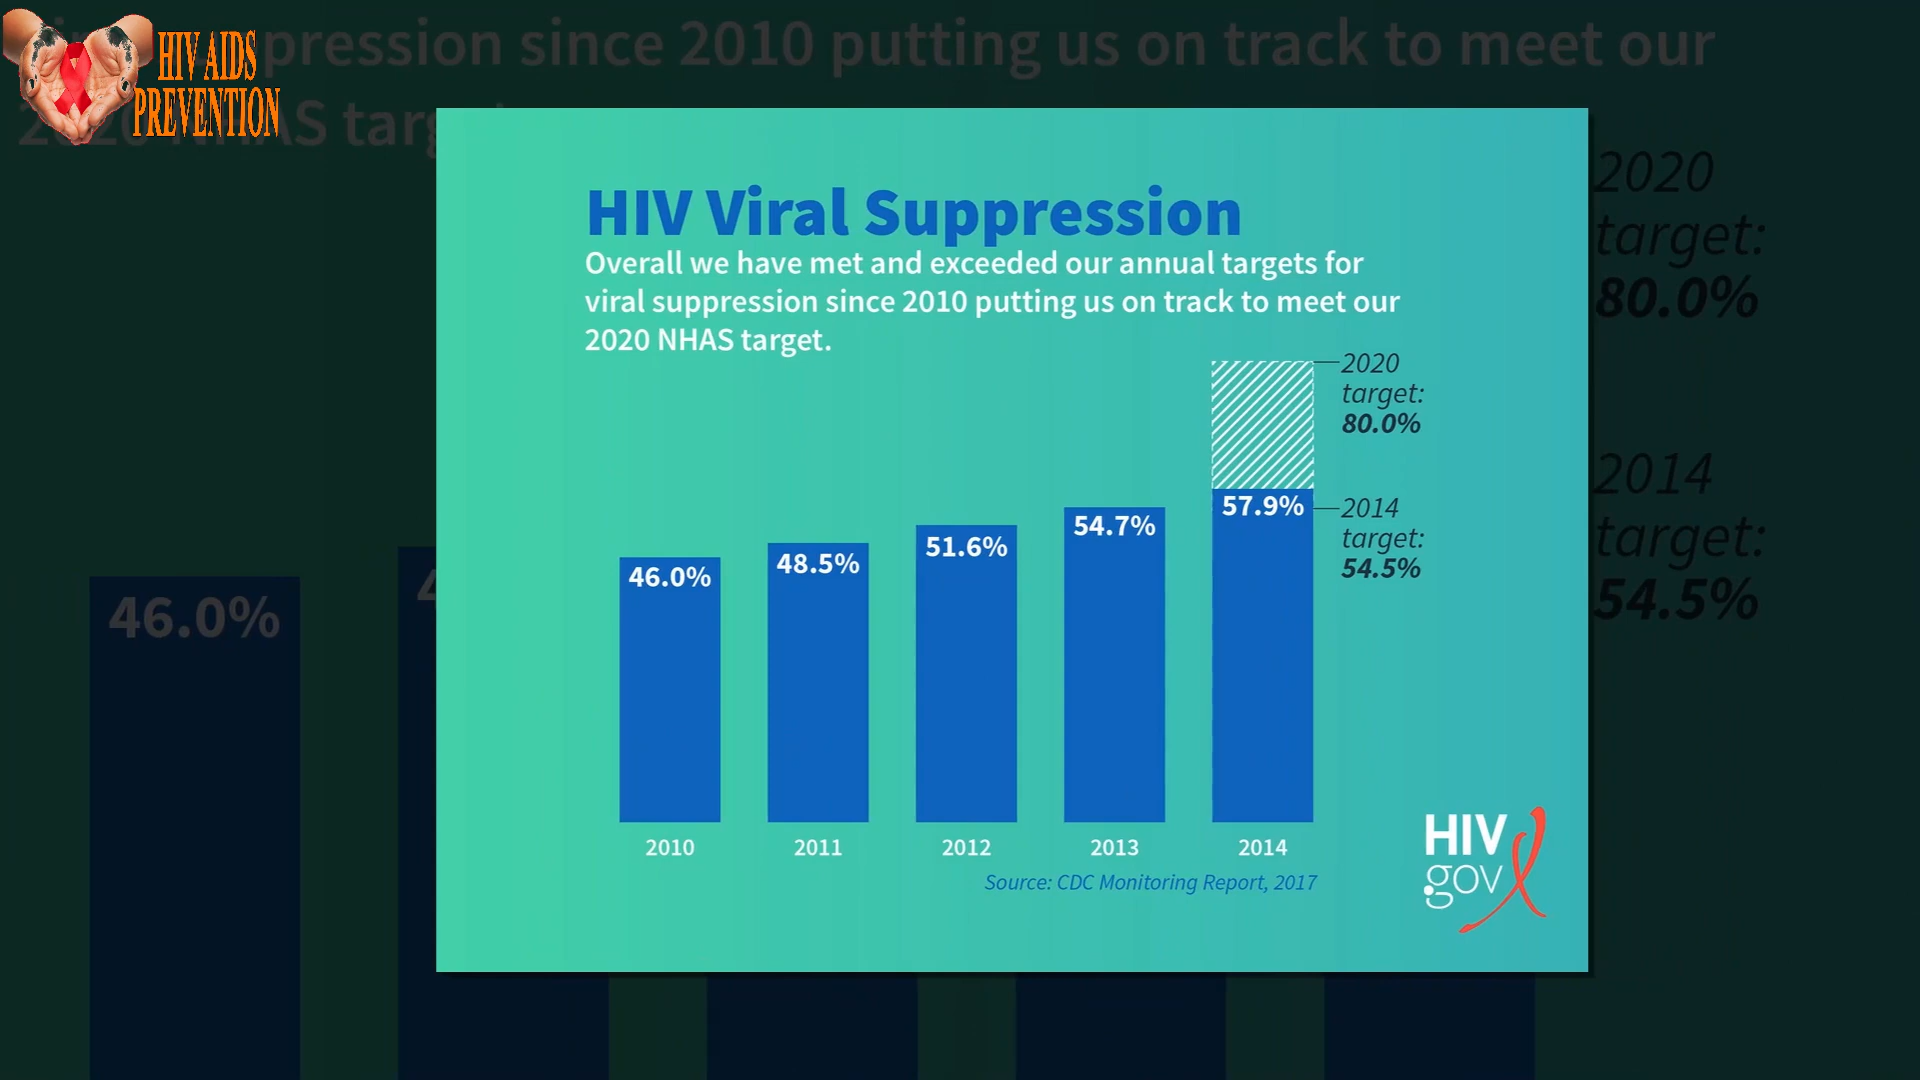 HIV AIDS
PREVENTION
pression since 2010 putting us on track to meet our
2020 NHAS targ
HIV Viral Suppression
Overall we have met and exceeded our annual targets for
viral suppression since 2010 putting us on track to meet our
2020 NHAS target.
2020
target:
80.0%
2014
target:
54.5%
46.0%
48.5%
51.6%
54.7%
57.9%
2010
2011
2012
2013
2014
Source: CDC Monitoring Report, 2017
HIV
.gov
2020
target:
80.0%
2014
target:
54.5%
46.0%
4